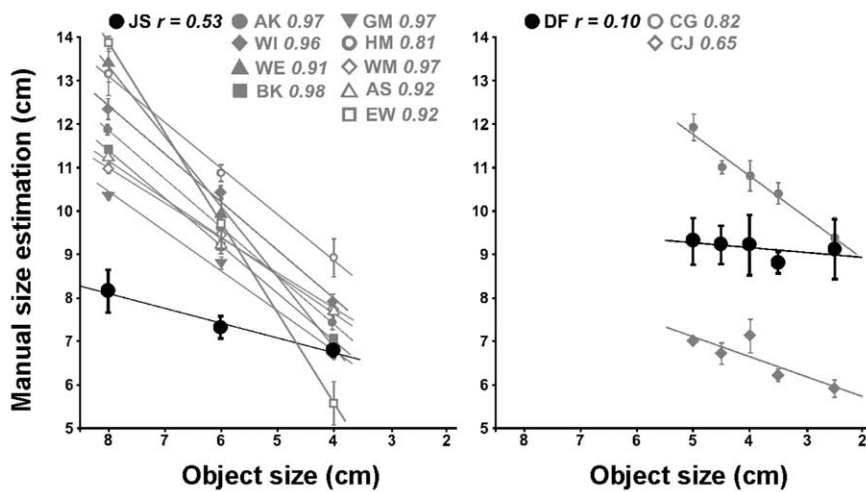 JS r = 0.53
AK 0.97
GM 0.97
WI 0.96
HM 0.81
WE 0.91
WM 0.97
BK 0.98
AS 0.92
EW 0.92
DF r = 0.10
CG 0.82
CJ 0.65
Manual size estimation (cm)
14
13
12
11
10
9
8
7
6
5
8
7
6
5
4
3
2
Object size (cm)
14
13
12
11
10
9
8
7
6
5
8
7
6
5
4
3
2
Object size (cm)